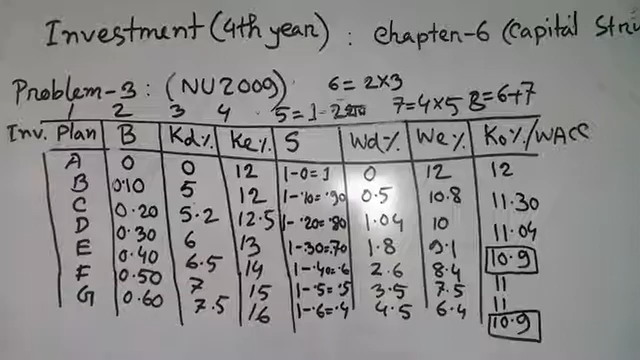 Investment (4th year) : Chapter-6 (Capital Stru
Problem-3 : (NU2009) 6=2×3
1 2 3 4 5=1-2 7=4×5 8=6+7
Inv. Plan B Kd% Ke% S Wd% We% Ko%/WACC
A 0 0 12 1-0=1 0 12 12
B 0.10 5 12 1-.10=.90 0.5 10.8 11.30
C 0.20 5.2 12.5 1-.20=.80 1.04 10 11.04
D 0.30 6 13 1-.30=.70 1.8 9.1 10.9
E 0.40 6.5 14 1-.40=.6 2.6 8.4 11
F 0.50 7 15 1-.5=.5 3.5 7.5 11
G 0.60 7.5 16 1-.6=.4 4.5 6.4 10.9